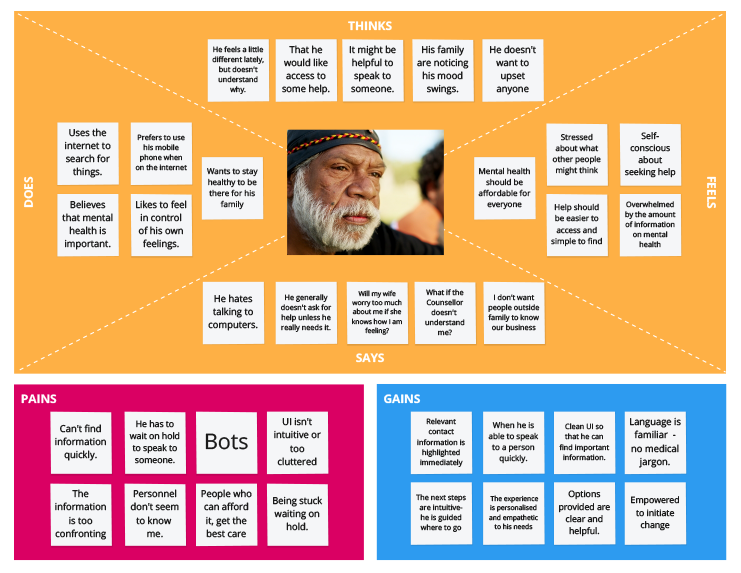 THINKS
He feels a little
different lately,
but doesn't
understand
why.
That he
would like
access to
some help.
It might be
helpful to
speak to
someone.
His family
are noticing
his mood
swings.
He doesn't
want to
upset
anyone
DOES
Uses the
internet to
search for
things.
Prefers to use
his mobile
phone when
on the Internet
Wants to stay
healthy to be
there for his
family
Believes
that mental
health is
important.
Likes to feel
in control
of his own
feelings.
FEELS
Mental health
should be
affordable for
everyone
Stressed
about what
other people
might think
Self-
conscious
about
seeking help
Help should
be easier to
access and
simple to find
Overwhelmed
by the amount
of information
on mental
health
He hates
talking to
computers.
He generally
doesn't ask for
help unless he
really needs it.
Will my wife
worry too much
about me if she
knows how I am
feeling?
What if the
Counsellor
doesn't
understand
me?
I don't want
people outside
family to know
our business
SAYS
PAINS
Can't find
information
quickly.
He has to
wait on hold
to speak to
someone.
Bots
UI isn't
intuitive or
too
cluttered
The
information
is too
confronting
Personnel
don't seem
to know
me.
People who
can afford
it, get the
best care
Being stuck
waiting on
hold.
GAINS
Relevant
contact
information is
highlighted
immediately
When he is
able to speak
to a person
quickly.
Clean UI so
that he can
find important
information.
Language is
familiar -
no medical
jargon.
The next steps
are intuitive-
he is guided
where to go
The experience
is personalised
and empathetic
to his needs
Options
provided are
clear and
helpful.
Empowered
to initiate
change